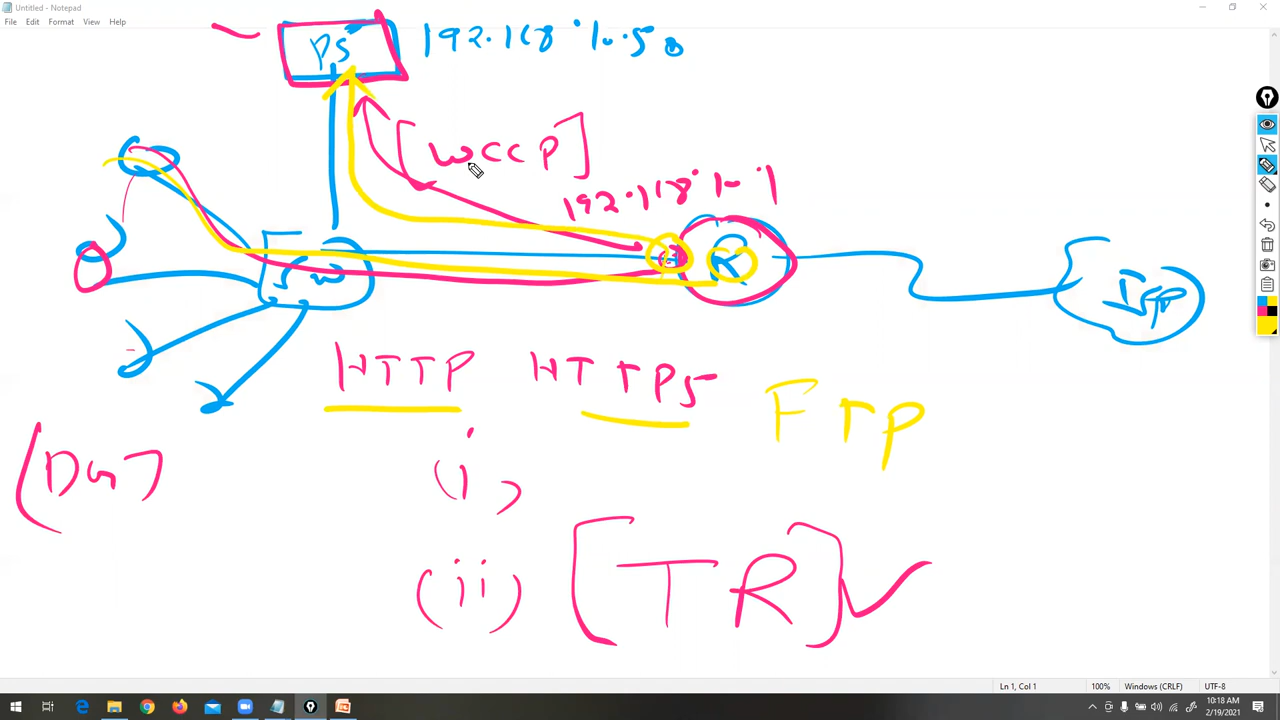 Untitled - Notepad
File Edit Format View Help
PS 192.168.10.50
[WCCP]
192.168.10.1
R
SW
ISP
HTTP HTTPS FTP
(DG)
(i)
(ii) [TR]
Ln 1, Col 1 100% Windows (CRLF) UTF-8
10:18 AM
2/19/2021